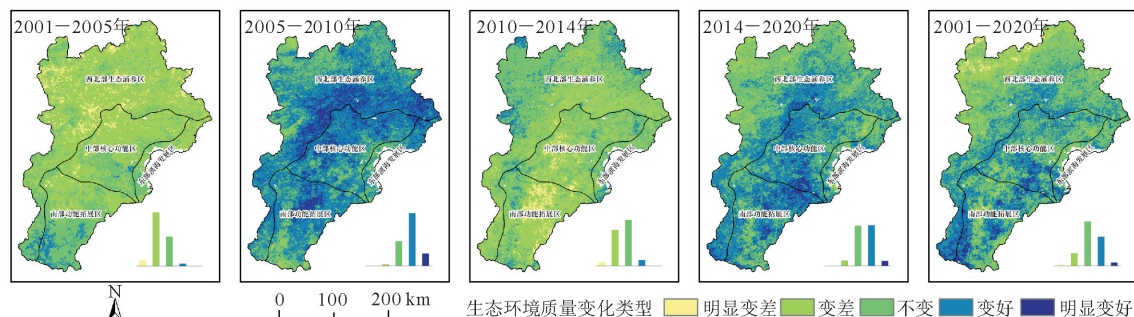 2001－2005年
西北部生态涵养区
中部核心功能区
东部滨海发展区
南部功能拓展区
2005－2010年
西北部生态涵养区
中部核心功能区
东部滨海发展区
南部功能拓展区
2010－2014年
西北部生态涵养区
中部核心功能区
东部滨海发展区
南部功能拓展区
2014－2020年
西北部生态涵养区
中部核心功能区
东部滨海发展区
南部功能拓展区
2001－2020年
西北部生态涵养区
中部核心功能区
东部滨海发展区
南部功能拓展区
N
0 100 200 km
生态环境质量变化类型 明显变差 变差 不变 变好 明显变好